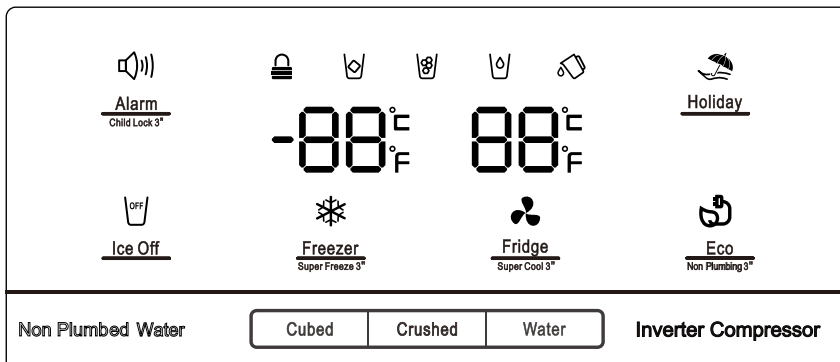 Alarm
Child Lock 3"
-88°C
°F
88°C
°F
Holiday
OFF
Ice Off
Freezer
Super Freeze 3"
Fridge
Super Cool 3"
Eco
Non Plumbing 3"
Non Plumbed Water
Cubed
Crushed
Water
Inverter Compressor